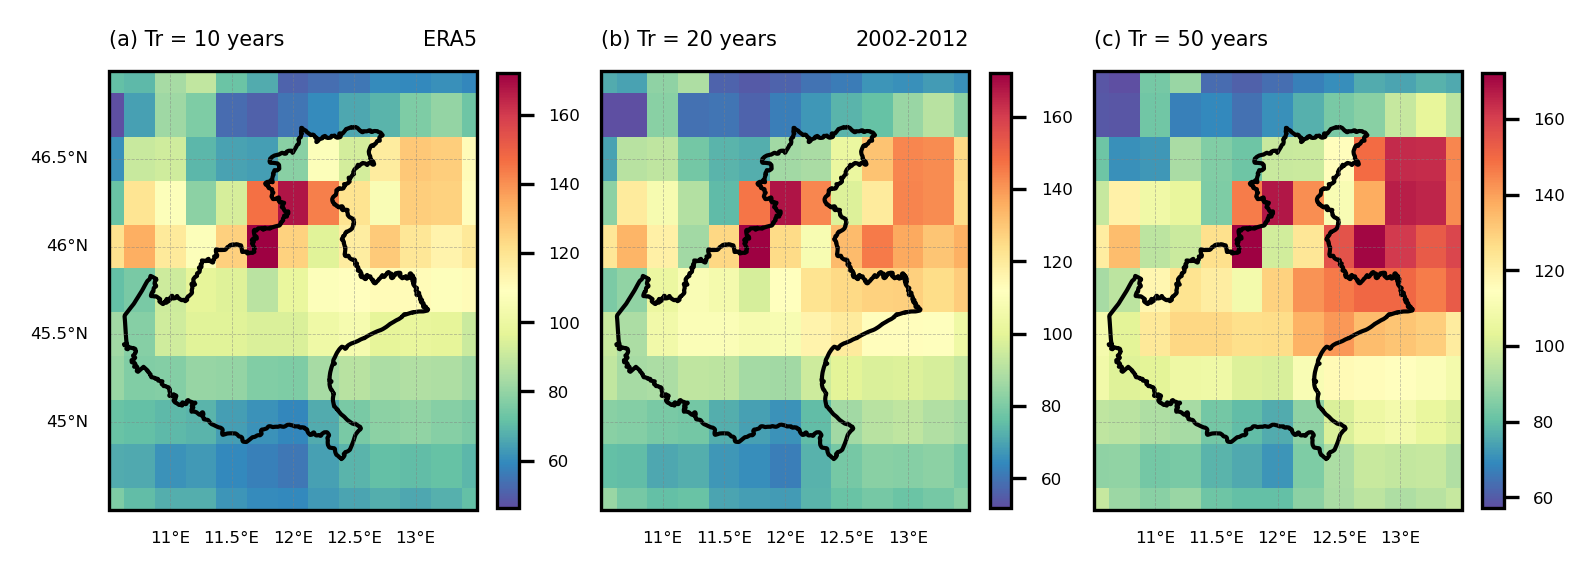 (a) Tr = 10 years ERA5
(b) Tr = 20 years 2002-2012
(c) Tr = 50 years
46.5°N
46°N
45.5°N
45°N
11°E 11.5°E 12°E 12.5°E 13°E
160
140
120
100
80
60
11°E 11.5°E 12°E 12.5°E 13°E
160
140
120
100
80
60
11°E 11.5°E 12°E 12.5°E 13°E
160
140
120
100
80
60